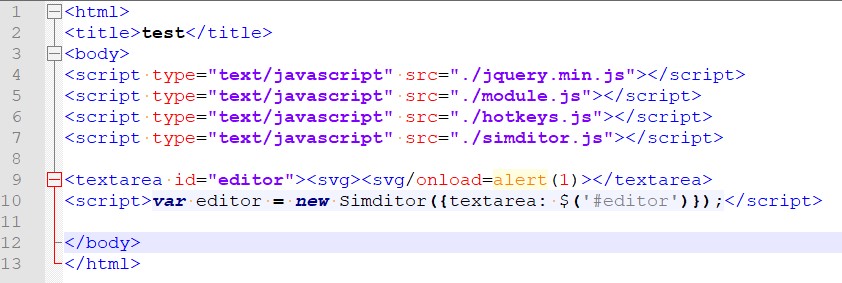 1 <html>
2 <title>test</title>
3 <body>
4 <script type="text/javascript" src="./jquery.min.js"></script>
5 <script type="text/javascript" src="./module.js"></script>
6 <script type="text/javascript" src="./hotkeys.js"></script>
7 <script type="text/javascript" src="./simditor.js"></script>
8
9 <textarea id="editor"><svg><svg/onload=alert(1)></textarea>
10 <script>var editor = new Simditor({textarea: $('#editor')});</script>
11
12 </body>
13 </html>